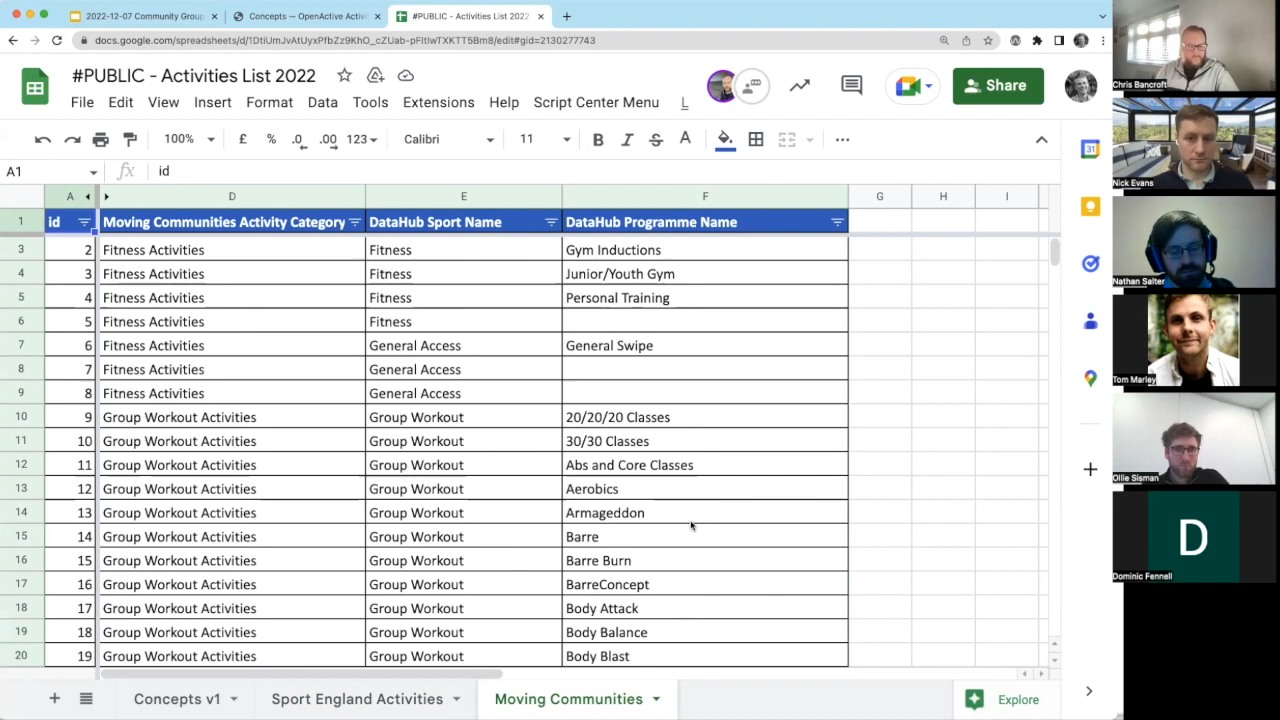 2022-12-07 Community Group
Concepts — OpenActive Activi
#PUBLIC - Activities List 2022
docs.google.com/spreadsheets/d/1DtiUmJvAtUyxPfbZz9KhO_cZUab-pFItlwTXKTT5Bm8/edit#gid=2130277743
#PUBLIC - Activities List 2022
Share
File Edit View Insert Format Data Tools Extensions Help Script Center Menu L
100% £ % .0 .00 123 Calibri 11 B I S A
A1 fx id
A D E F G H I
1 id Moving Communities Activity Category DataHub Sport Name DataHub Programme Name
3 2 Fitness Activities Fitness Gym Inductions
4 3 Fitness Activities Fitness Junior/Youth Gym
5 4 Fitness Activities Fitness Personal Training
6 5 Fitness Activities Fitness
7 6 Fitness Activities General Access General Swipe
8 7 Fitness Activities General Access
9 8 Fitness Activities General Access
10 9 Group Workout Activities Group Workout 20/20/20 Classes
11 10 Group Workout Activities Group Workout 30/30 Classes
12 11 Group Workout Activities Group Workout Abs and Core Classes
13 12 Group Workout Activities Group Workout Aerobics
14 13 Group Workout Activities Group Workout Armageddon
15 14 Group Workout Activities Group Workout Barre
16 15 Group Workout Activities Group Workout Barre Burn
17 16 Group Workout Activities Group Workout BarreConcept
18 17 Group Workout Activities Group Workout Body Attack
19 18 Group Workout Activities Group Workout Body Balance
20 19 Group Workout Activities Group Workout Body Blast
Concepts v1 Sport England Activities Moving Communities Explore
31
Chris Bancroft
Nick Evans
Nathan Salter
Tom Marley
Ollie Sisman
D
Dominic Fennell